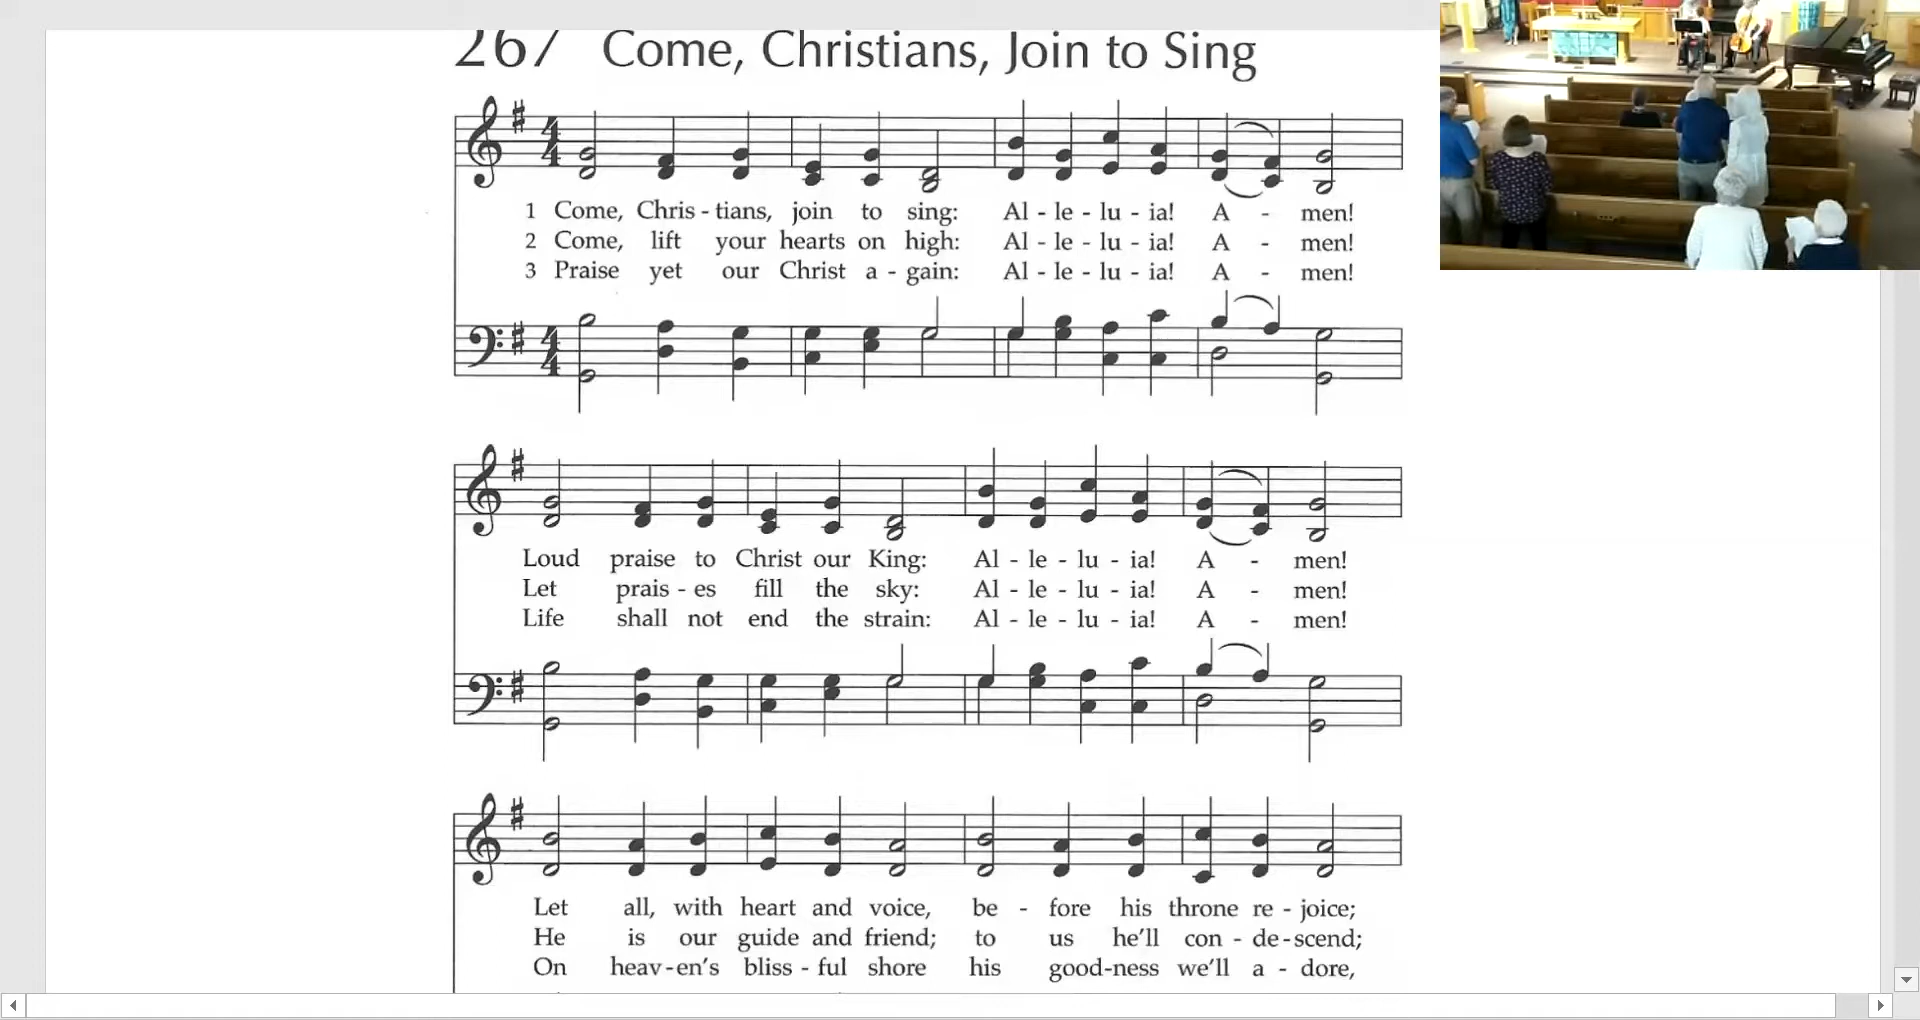 267 Come, Christians, Join to Sing
1 Come, Chris - tians, join to sing: Al - le - lu - ia! A - men!
2 Come, lift your hearts on high: Al - le - lu - ia! A - men!
3 Praise yet our Christ a - gain: Al - le - lu - ia! A - men!
Loud praise to Christ our King: Al - le - lu - ia! A - men!
Let prais - es fill the sky: Al - le - lu - ia! A - men!
Life shall not end the strain: Al - le - lu - ia! A - men!
Let all, with heart and voice, be - fore his throne re - joice;
He is our guide and friend; to us he'll con - de - scend;
On heav - en's bliss - ful shore his good - ness we'll a - dore,